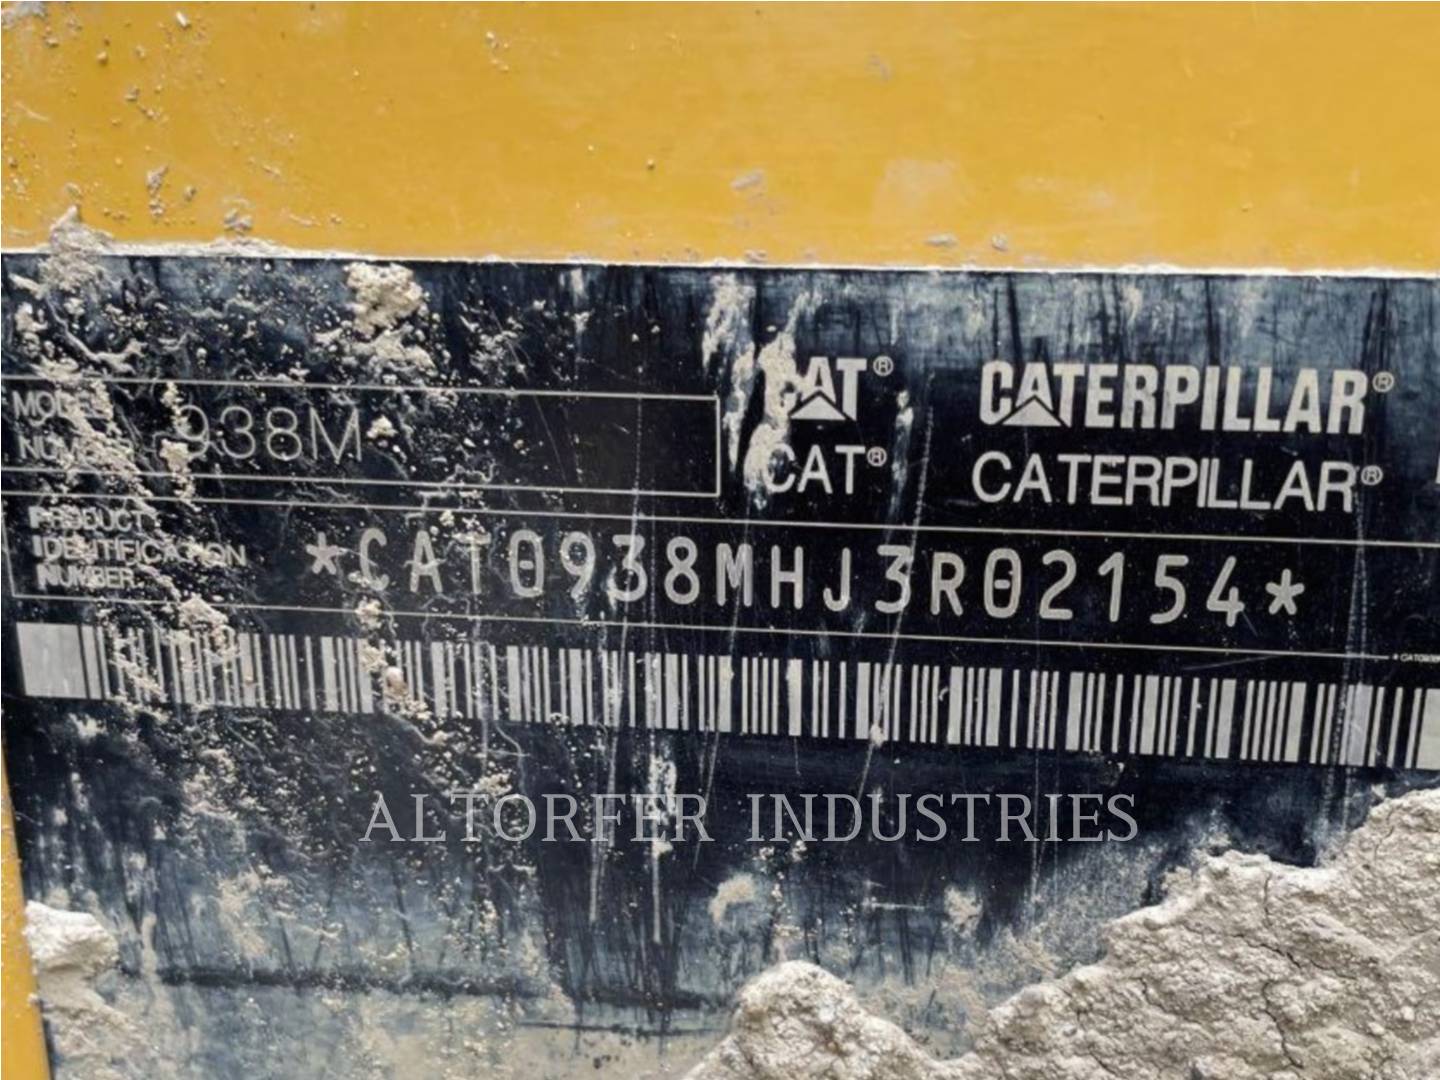 CAT® CATERPILLAR®
MODEL
NUMBER 938M
CAT® CATERPILLAR®
PRODUCT
IDENTIFICATION
NUMBER
*CAT0938MHJ3R02154*
ALTORFER INDUSTRIES